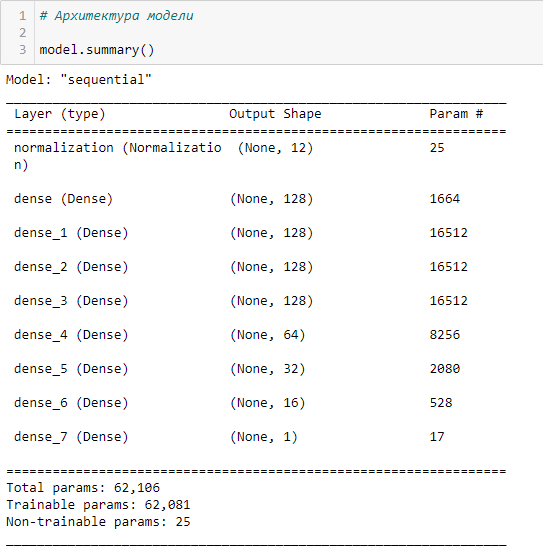 1 # Архитектура модели
2
3 model.summary()
Model: "sequential"
_________________________________________________________________
Layer (type) Output Shape Param #
=================================================================
normalization (Normalizatio (None, 12) 25
n)
dense (Dense) (None, 128) 1664
dense_1 (Dense) (None, 128) 16512
dense_2 (Dense) (None, 128) 16512
dense_3 (Dense) (None, 128) 16512
dense_4 (Dense) (None, 64) 8256
dense_5 (Dense) (None, 32) 2080
dense_6 (Dense) (None, 16) 528
dense_7 (Dense) (None, 1) 17
=================================================================
Total params: 62,106
Trainable params: 62,081
Non-trainable params: 25
_________________________________________________________________